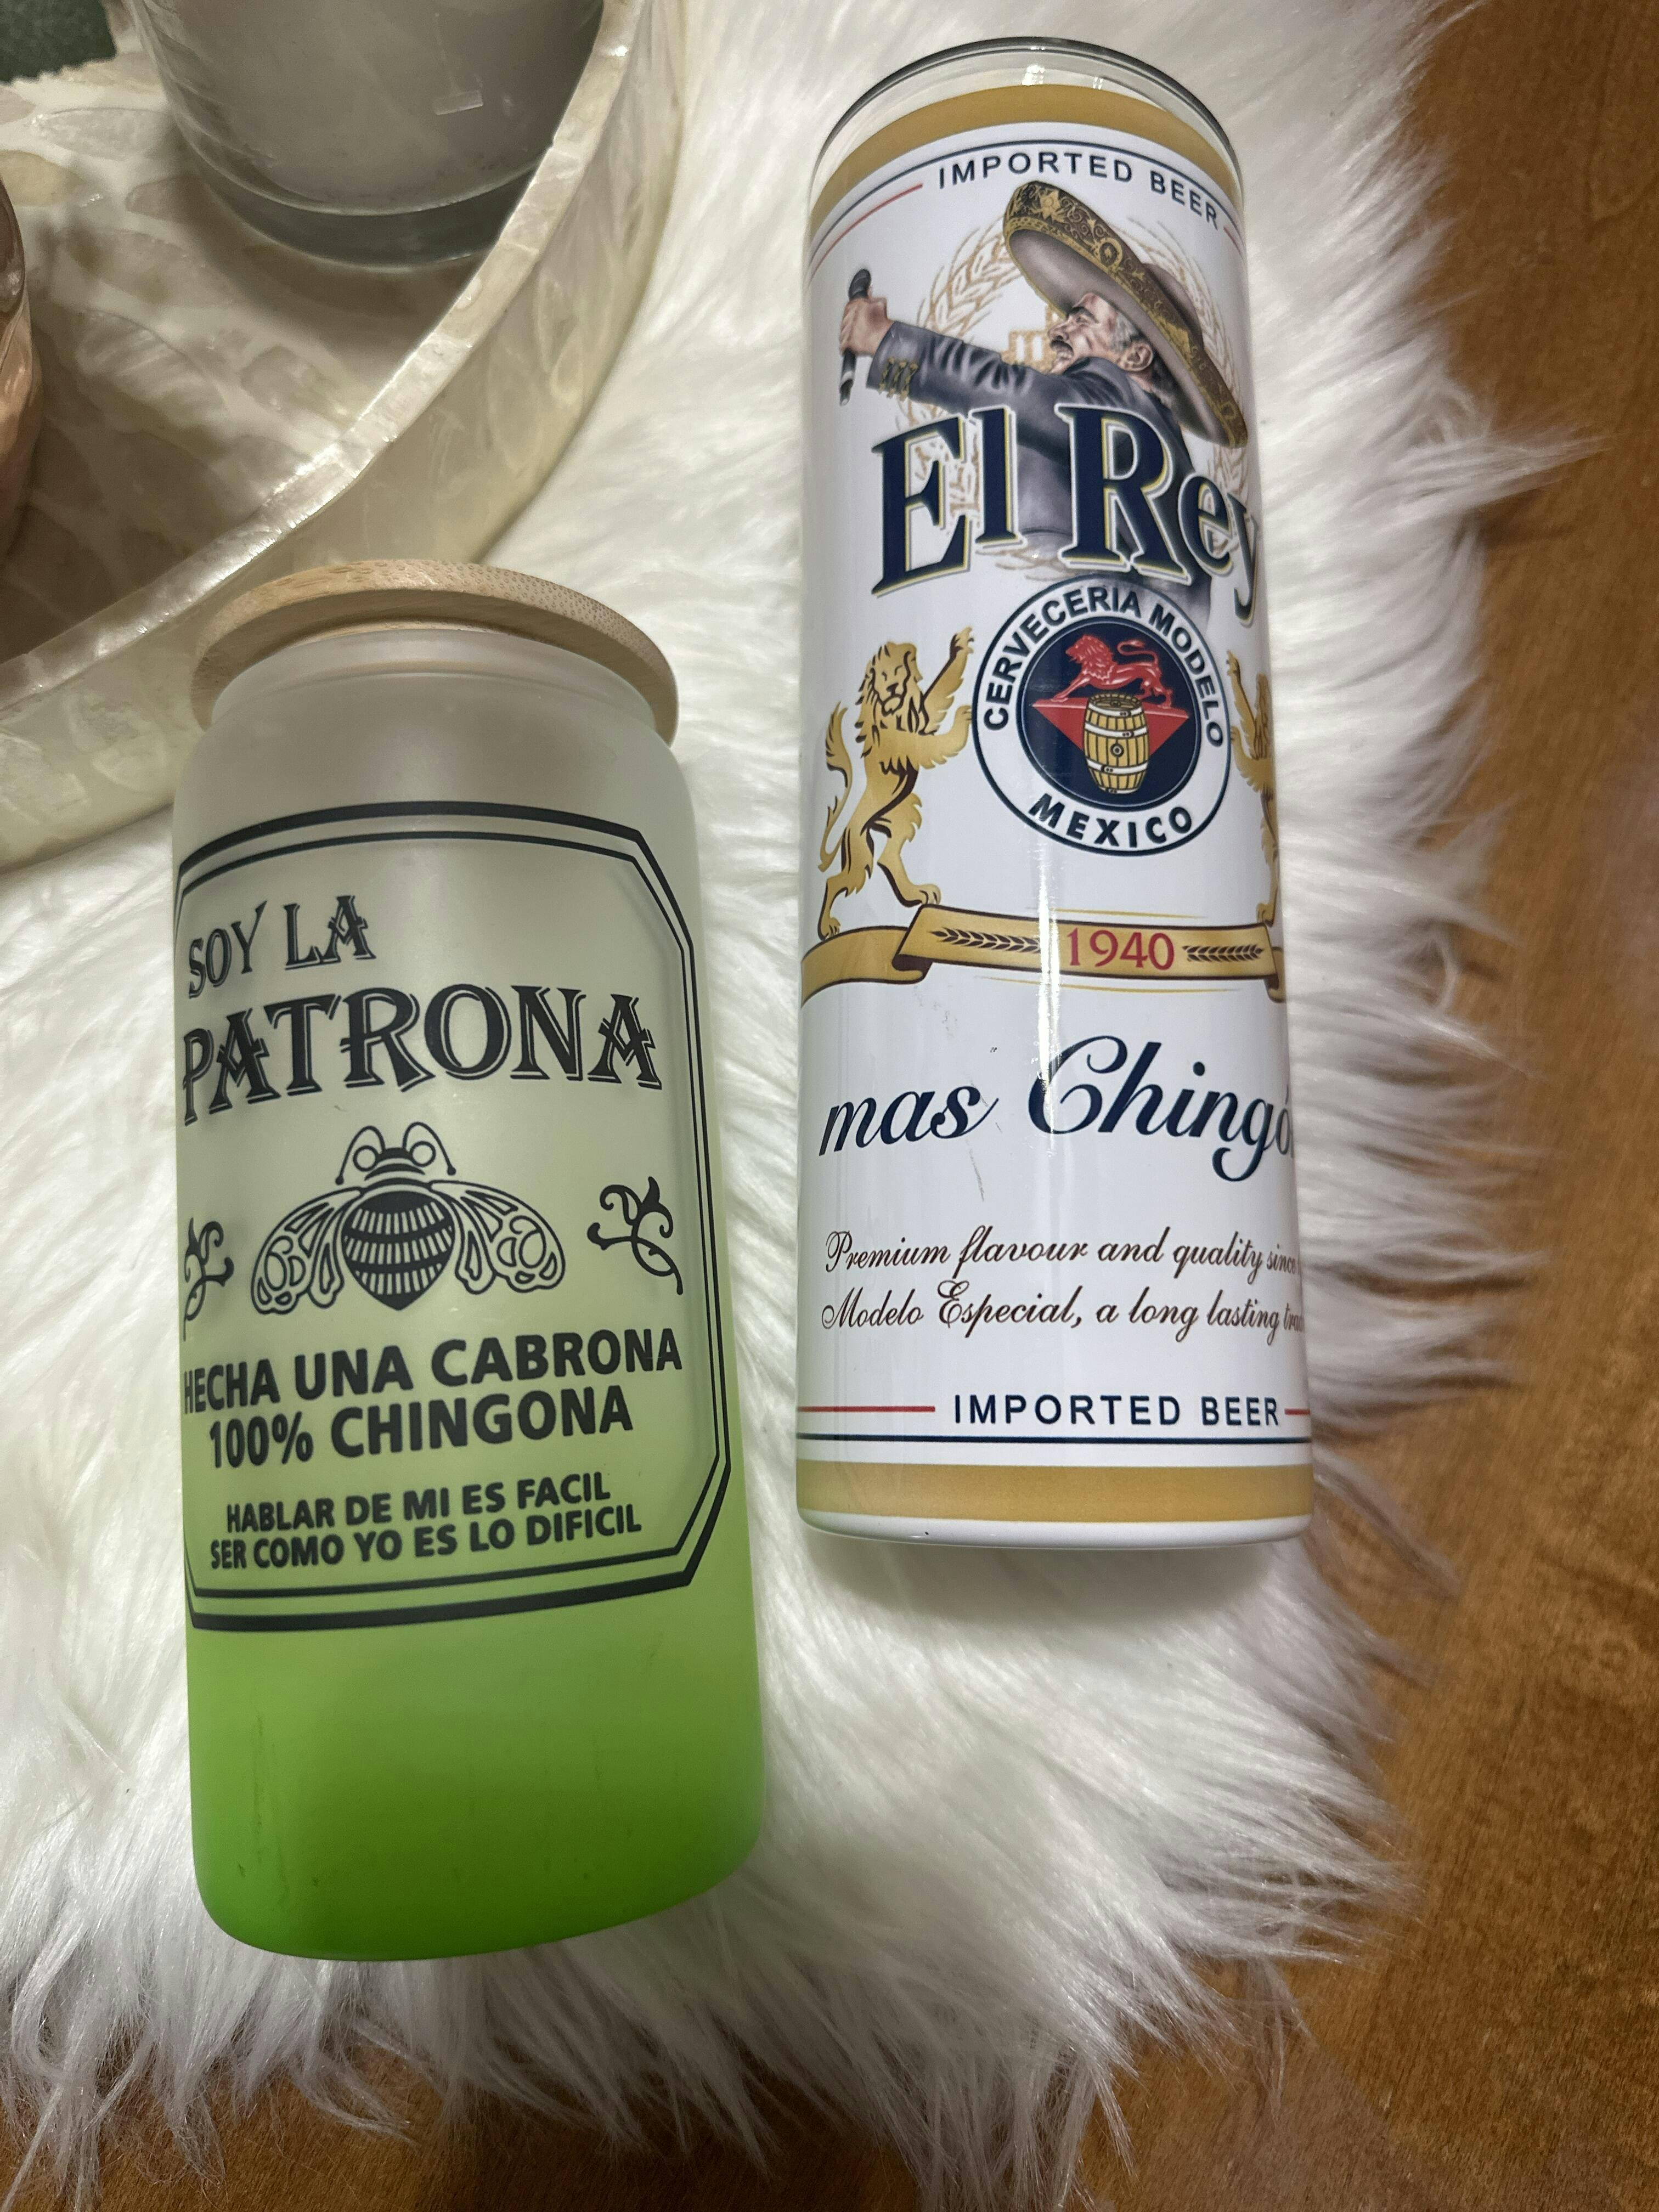 SOY LA
PATRONA
HECHA UNA CABRONA
100% CHINGONA
HABLAR DE MI ES FACIL
SER COMO YO ES LO DIFICIL
IMPORTED BEER
El Rey
CERVECERIA MODELO
MEXICO
1940
mas Chingó
Premium flavour and quality since
Modelo Especial, a long lasting
IMPORTED BEER